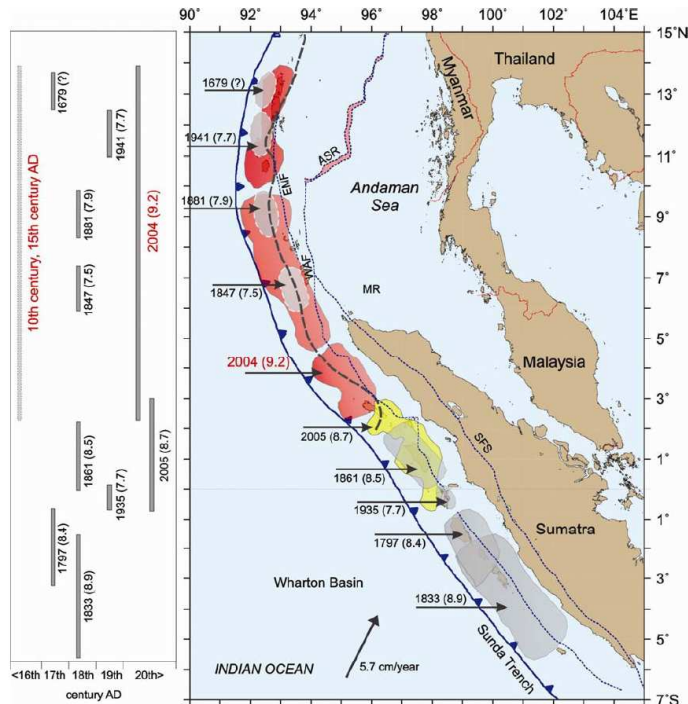 90° 92° 94° 96° 98° 100° 102° 104°E
15°N
13°
11°
9°
7°
5°
3°
1°
1°
3°
5°
7°S
10th century, 15th century AD
1679 (?)
1941 (7.7)
1881 (7.9)
1847 (7.5)
2004 (9.2)
1861 (8.5)
1935 (7.7)
2005 (8.7)
1797 (8.4)
1833 (8.9)
<16th 17th 18th 19th 20th>
century AD
1679 (?)
1941 (7.7)
1881 (7.9)
1847 (7.5)
2004 (9.2)
2005 (8.7)
1861 (8.5)
1935 (7.7)
1797 (8.4)
1833 (8.9)
Thailand
Myanmar
ASR
ENF
Andaman
Sea
WAF
MR
Malaysia
SFS
Sumatra
Wharton Basin
Sunda Trench
5.7 cm/year
INDIAN OCEAN